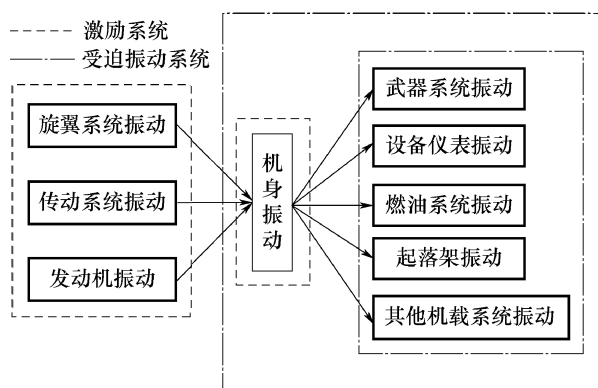 激励系统
受迫振动系统
旋翼系统振动
传动系统振动
发动机振动
机身振动
武器系统振动
设备仪表振动
燃油系统振动
起落架振动
其他机载系统振动